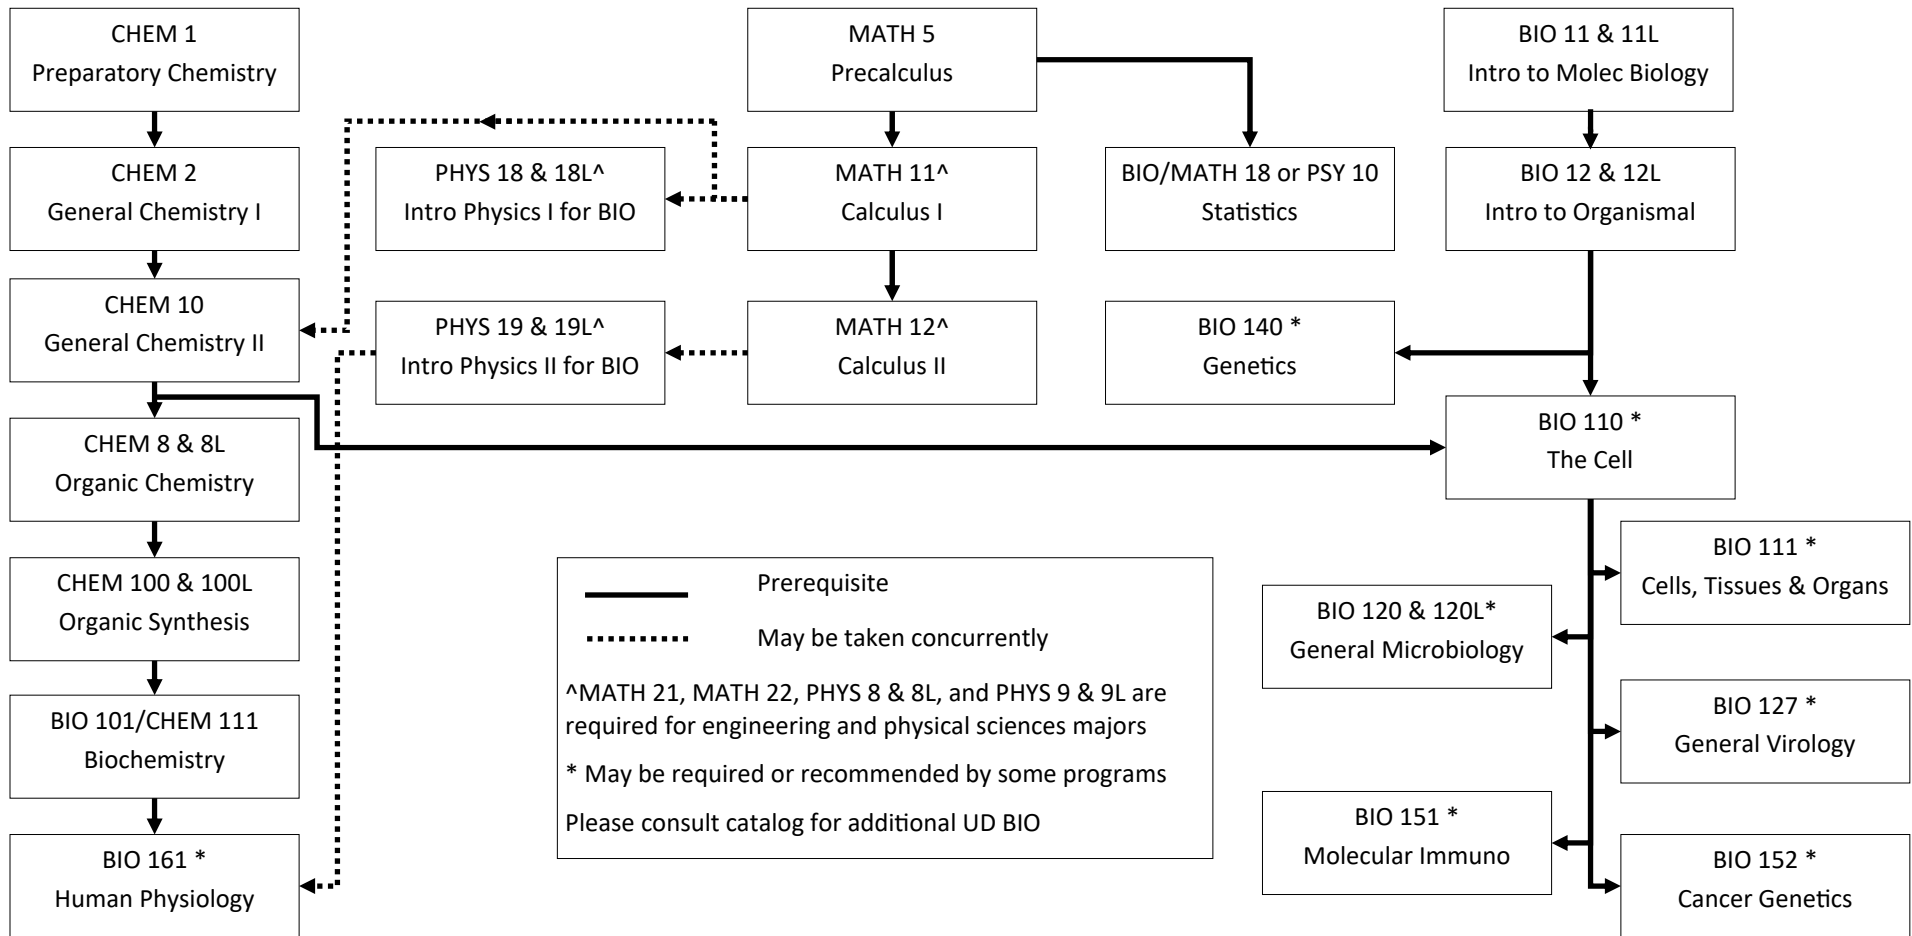 CHEM 1
Preparatory Chemistry
MATH 5
Precalculus
BIO 11 & 11L
Intro to Molec Biology
CHEM 2
General Chemistry I
PHYS 18 & 18L^
Intro Physics I for BIO
MATH 11^
Calculus I
BIO/MATH 18 or PSY 10
Statistics
BIO 12 & 12L
Intro to Organismal
CHEM 10
General Chemistry II
PHYS 19 & 19L^
Intro Physics II for BIO
MATH 12^
Calculus II
BIO 140 *
Genetics
BIO 110 *
The Cell
CHEM 8 & 8L
Organic Chemistry
CHEM 100 & 100L
Organic Synthesis
BIO 101/CHEM 111
Biochemistry
BIO 161 *
Human Physiology
Prerequisite
May be taken concurrently
^MATH 21, MATH 22, PHYS 8 & 8L, and PHYS 9 & 9L are
required for engineering and physical sciences majors
* May be required or recommended by some programs
Please consult catalog for additional UD BIO
BIO 111 *
Cells, Tissues & Organs
BIO 120 & 120L*
General Microbiology
BIO 127 *
General Virology
BIO 151 *
Molecular Immuno
BIO 152 *
Cancer Genetics